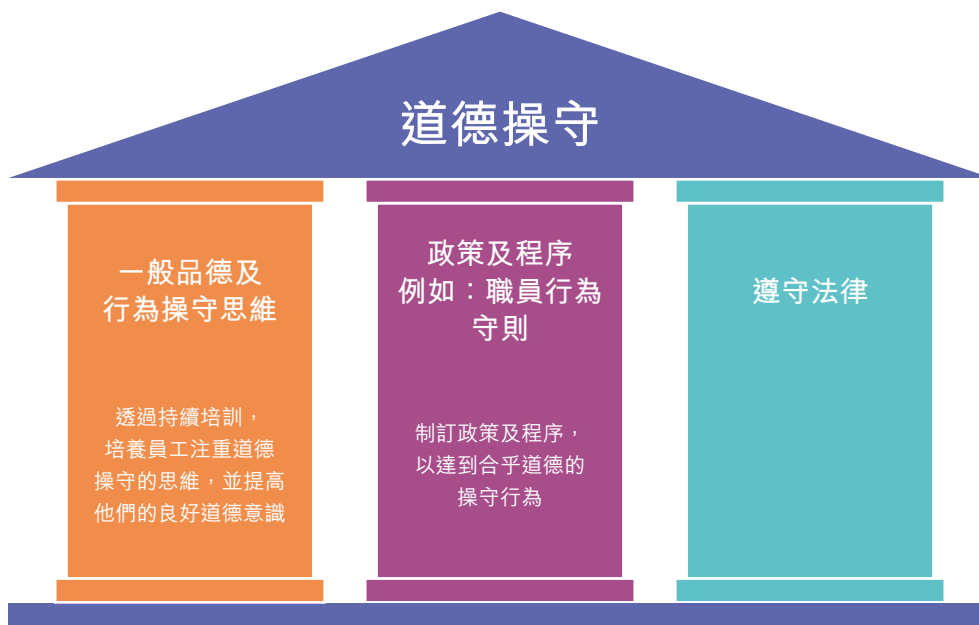 道德操守
一般品德及
行為操守思維
透過持續培訓，
培養員工注重道德
操守的思維，並提高
他們的良好道德意識
政策及程序
例如：職員行為
守則
制訂政策及程序，
以達到合乎道德的
操守行為
遵守法律